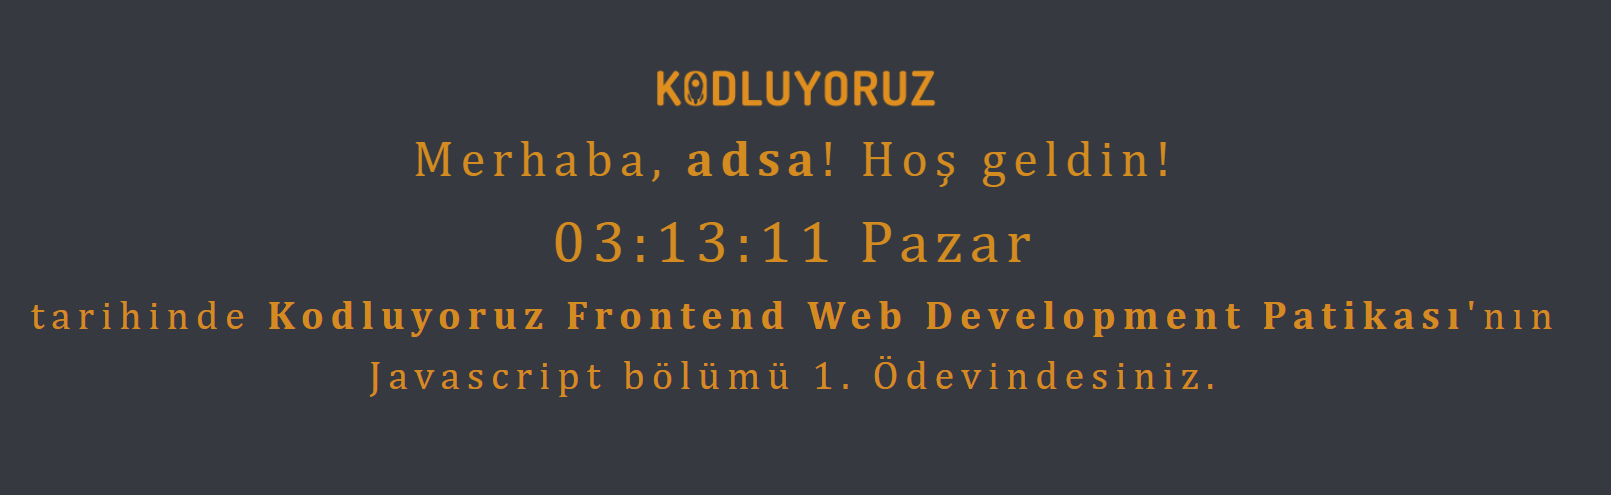 KODLUYORUZ
Merhaba, adsa! Hoş geldin!
03:13:11 Pazar
tarihinde Kodluyoruz Frontend Web Development Patikası'nın
Javascript bölümü 1. Ödevindesiniz.